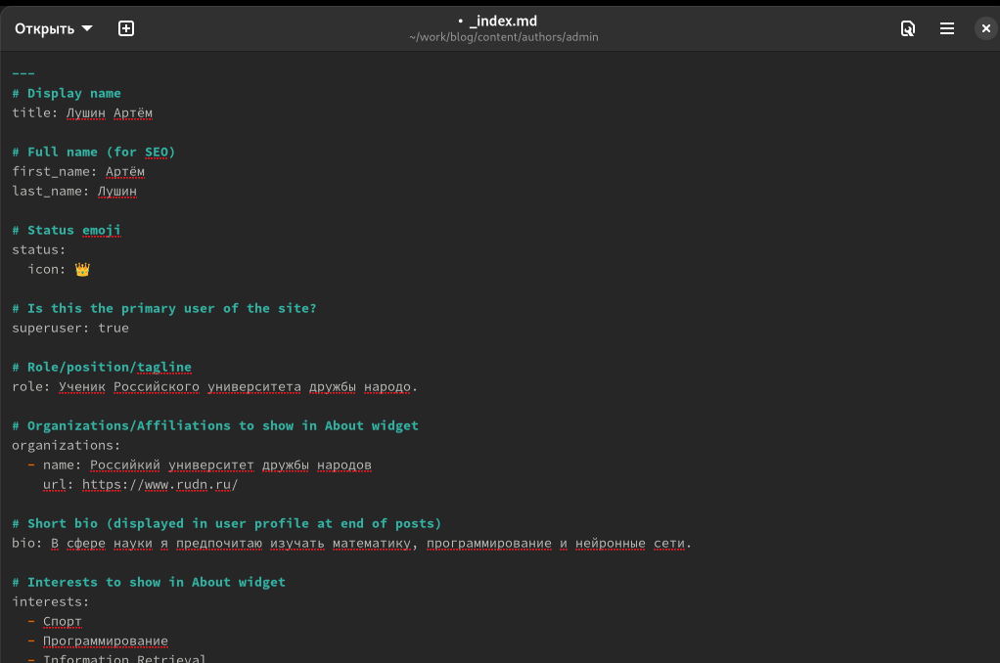 Открыть
• _index.md
~/work/blog/content/authors/admin
---
# Display name
title: Лушин Артём
# Full name (for SEO)
first_name: Артём
last_name: Лушин
# Status emoji
status:
icon: 👑
# Is this the primary user of the site?
superuser: true
# Role/position/tagline
role: Ученик Российского университета дружбы народо.
# Organizations/Affiliations to show in About widget
organizations:
- name: Российкий университет дружбы народов
url: https://www.rudn.ru/
# Short bio (displayed in user profile at end of posts)
bio: В сфере науки я предпочитаю изучать математику, программирование и нейронные сети.
# Interests to show in About widget
interests:
- Спорт
- Программирование
- Information Retrieval